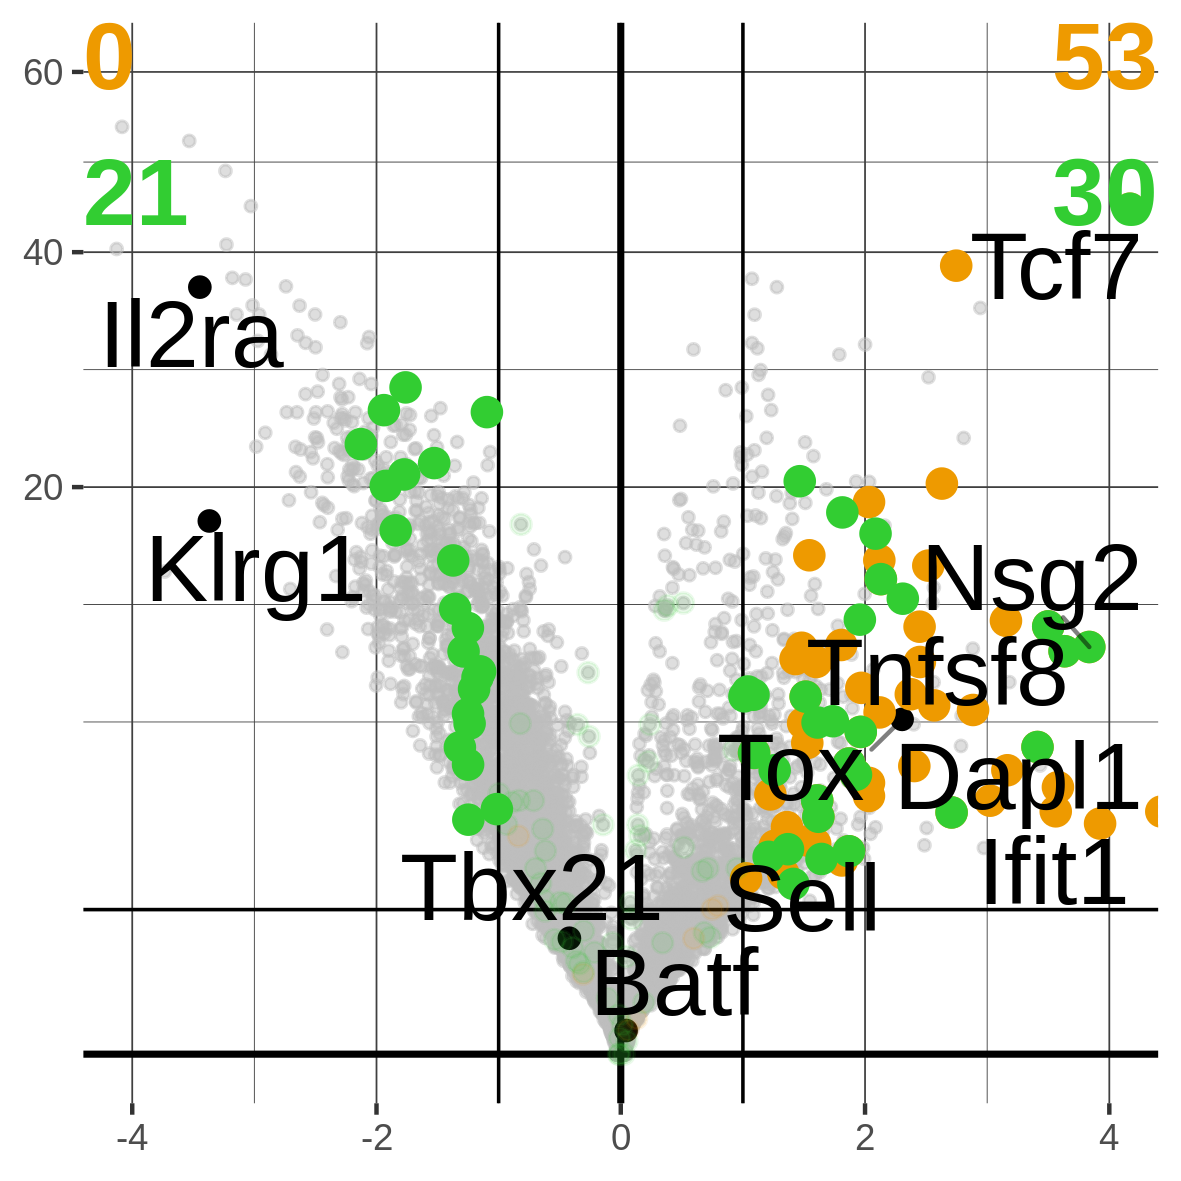 0 53
60
21 30
40
Tcf7
Il2ra
20
Klrg1
Nsg2
Tnfsf8
Tox Dapl1
Tbx21 Sell Ifit1
Batf
-4 -2 0 2 4